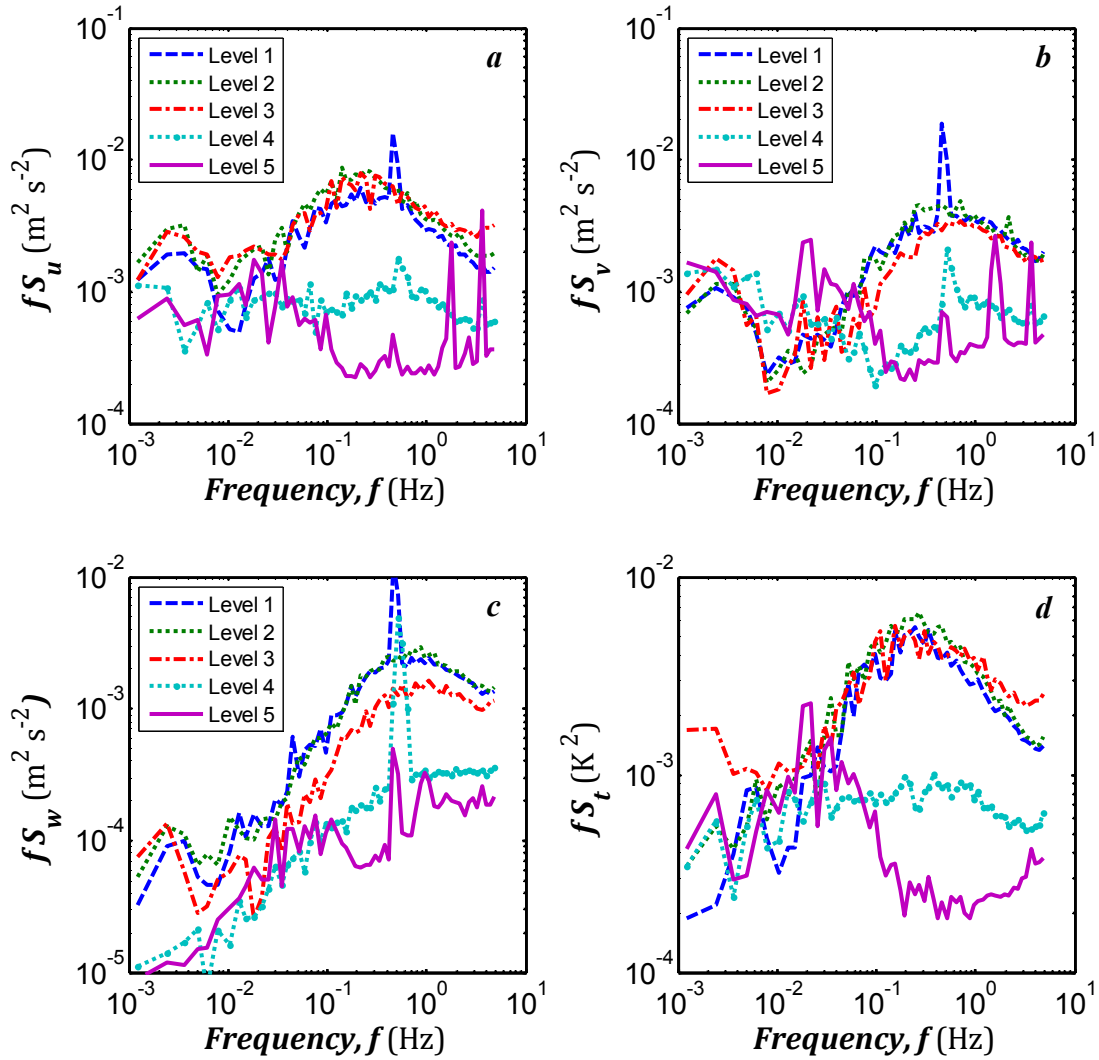 10^-1
10^-2
10^-3
10^-4
f S_u (m^2 s^-2)
Level 1
Level 2
Level 3
Level 4
Level 5
a
10^-3 10^-2 10^-1 10^0 10^1
Frequency, f (Hz)
10^-1
10^-2
10^-3
10^-4
f S_v (m^2 s^-2)
Level 1
Level 2
Level 3
Level 4
Level 5
b
10^-3 10^-2 10^-1 10^0 10^1
Frequency, f (Hz)
10^-2
10^-3
10^-4
10^-5
f S_w (m^2 s^-2)
Level 1
Level 2
Level 3
Level 4
Level 5
c
10^-3 10^-2 10^-1 10^0 10^1
Frequency, f (Hz)
10^-2
10^-3
10^-4
f S_t (K^2)
d
10^-3 10^-2 10^-1 10^0 10^1
Frequency, f (Hz)